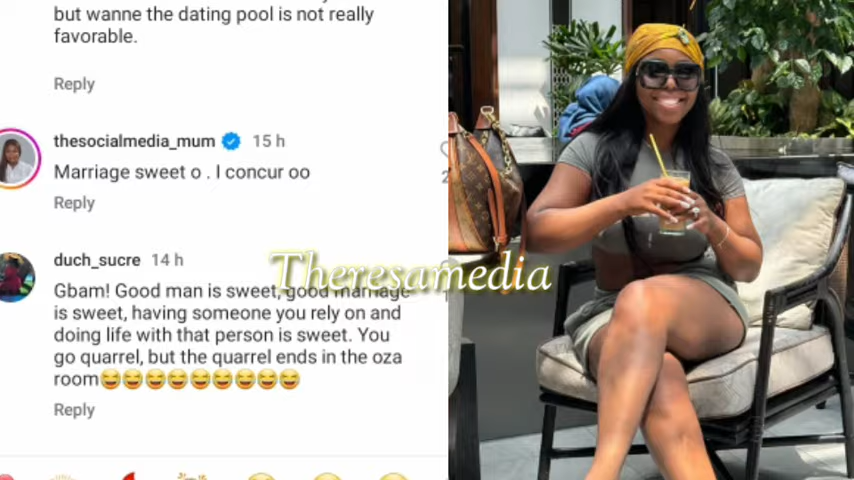 but wanne the dating pool is not really
favorable.
Reply
thesocialmedia_mum 15 h
Marriage sweet o . I concur oo
Reply
duch_sucre 14 h
Gbam! Good man is sweet, good marriage
is sweet, having someone you rely on and
doing life with that person is sweet. You
go quarrel, but the quarrel ends in the oza
room😆😆😆😆😆😆😆😆😆
Reply
Theresamedia